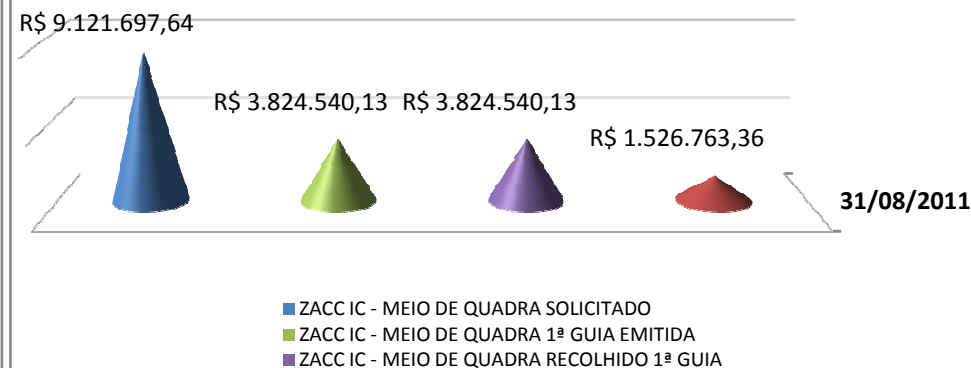 R$ 9.121.697,64
R$ 3.824.540,13 R$ 3.824.540,13
R$ 1.526.763,36
31/08/2011
ZACC IC - MEIO DE QUADRA SOLICITADO
ZACC IC - MEIO DE QUADRA 1ª GUIA EMITIDA
ZACC IC - MEIO DE QUADRA RECOLHIDO 1ª GUIA